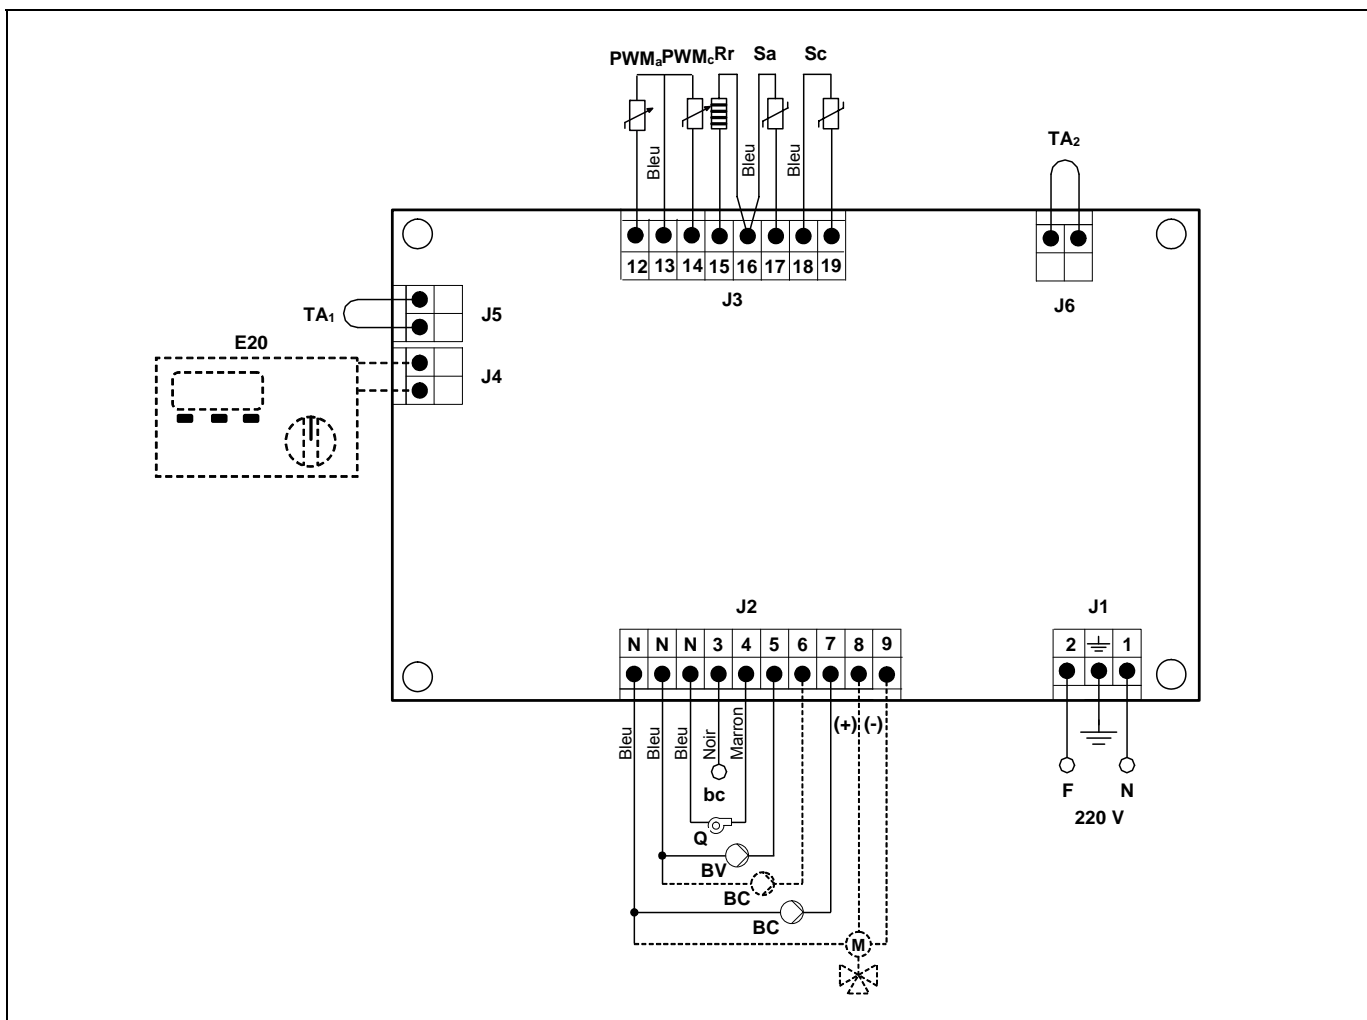 PWMa PWMc Rr Sa Sc
Bleu Bleu Bleu
TA2
12 13 14 15 16 17 18 19
J3
J6
TA1
J5
E20
J4
J2
J1
N N N 3 4 5 6 7 8 9
2 1
Bleu Bleu Bleu Noir Marron
(+) (-)
bc
Q
BV
BC
BC
M
F N
220 V